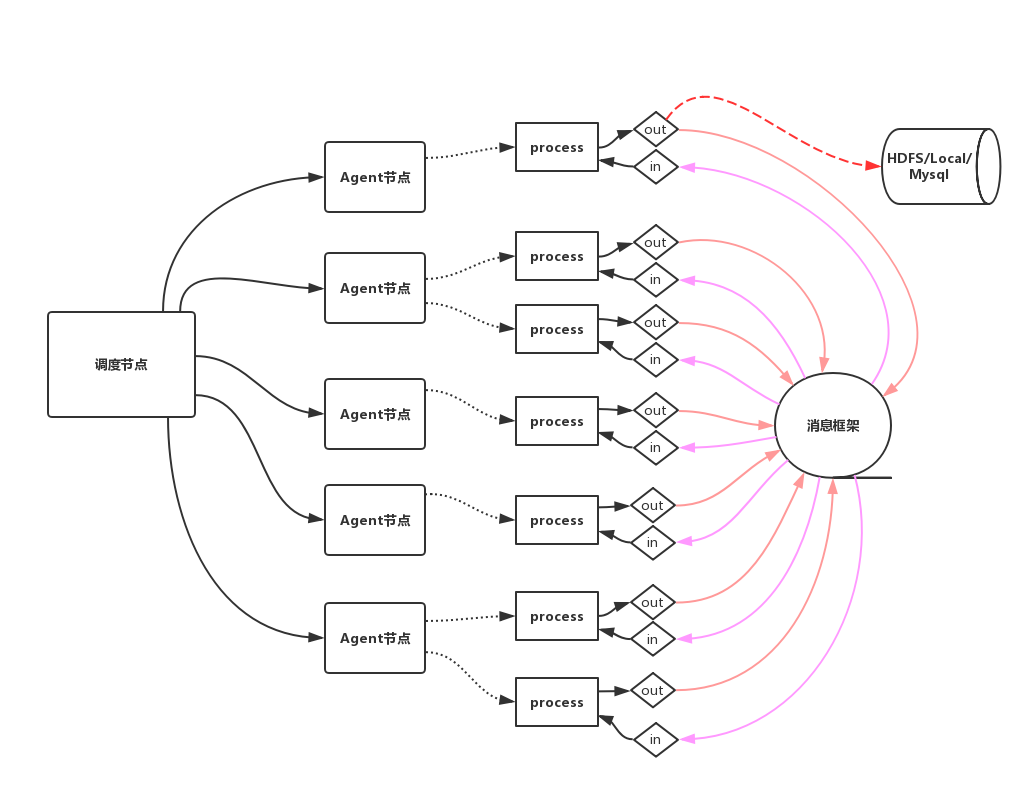 out
process
in
HDFS/Local/
Mysql
Agent节点
out
process
in
Agent节点
out
process
in
调度节点
Agent节点
out
process
in
消息框架
Agent节点
out
process
in
out
process
in
Agent节点
out
process
in